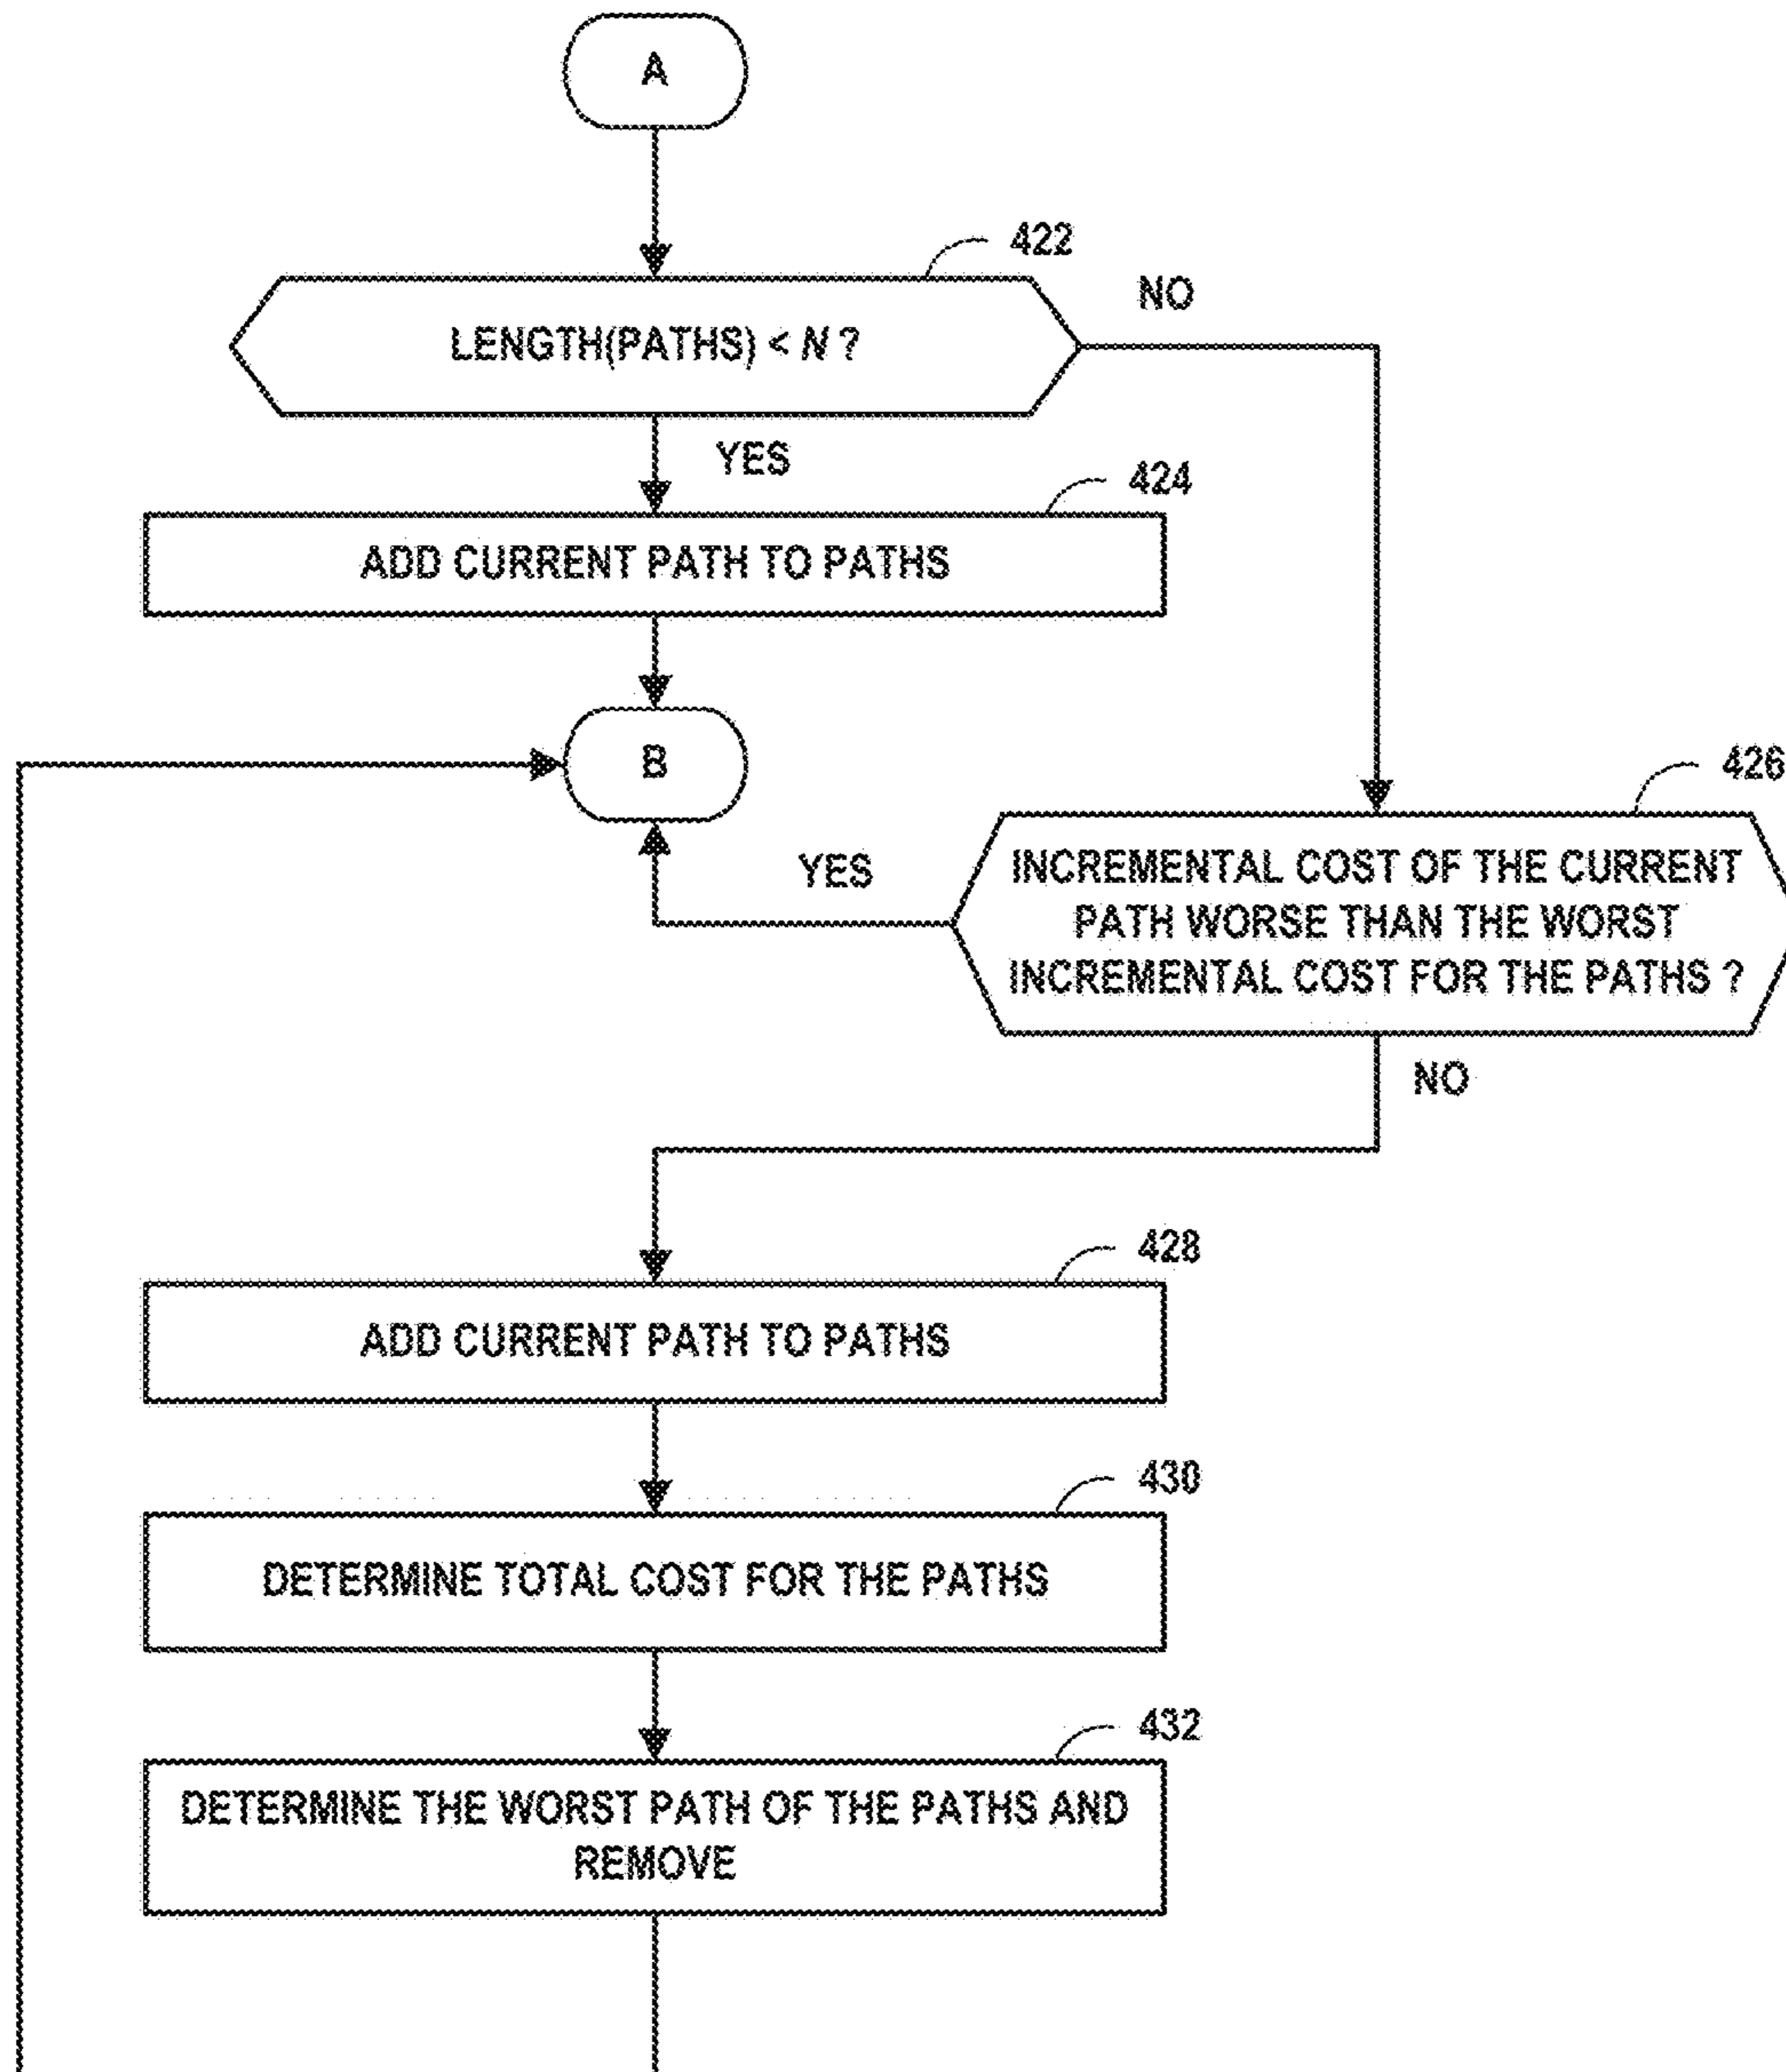 A
422
NO
LENGTH(PATHS) < N ?
YES
424
ADD CURRENT PATH TO PATHS
B
426
YES
INCREMENTAL COST OF THE CURRENT
PATH WORSE THAN THE WORST
INCREMENTAL COST FOR THE PATHS ?
NO
428
ADD CURRENT PATH TO PATHS
430
DETERMINE TOTAL COST FOR THE PATHS
432
DETERMINE THE WORST PATH OF THE PATHS AND
REMOVE